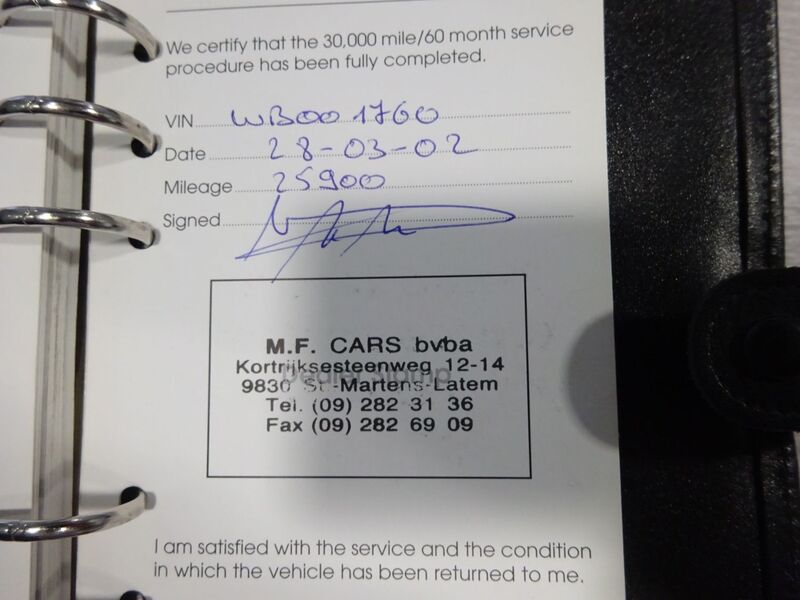 We certify that the 30,000 mile/60 month service
procedure has been fully completed.
VIN WB001760
Date 28-03-02
Mileage 25900
Signed
M.F. CARS bvba
Kortrijksesteenweg 12-14
Dealer Stamp
9830 St.-Martens-Latem
Tel. (09) 282 31 36
Fax (09) 282 69 09
I am satisfied with the service and the condition
in which the vehicle has been returned to me.